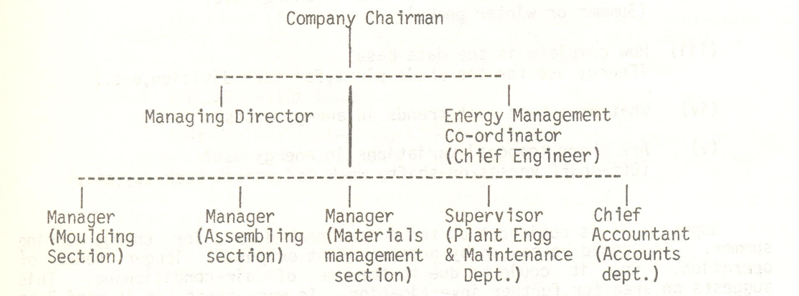 Company Chairman
Managing Director
Energy Management
Co-ordinator
(Chief Engineer)
Manager
(Moulding
Section)
Manager
(Assembling
section)
Manager
(Materials
management
section)
Supervisor
(Plant Engg
& Maintenance
Dept.)
Chief
Accountant
(Accounts
dept.)